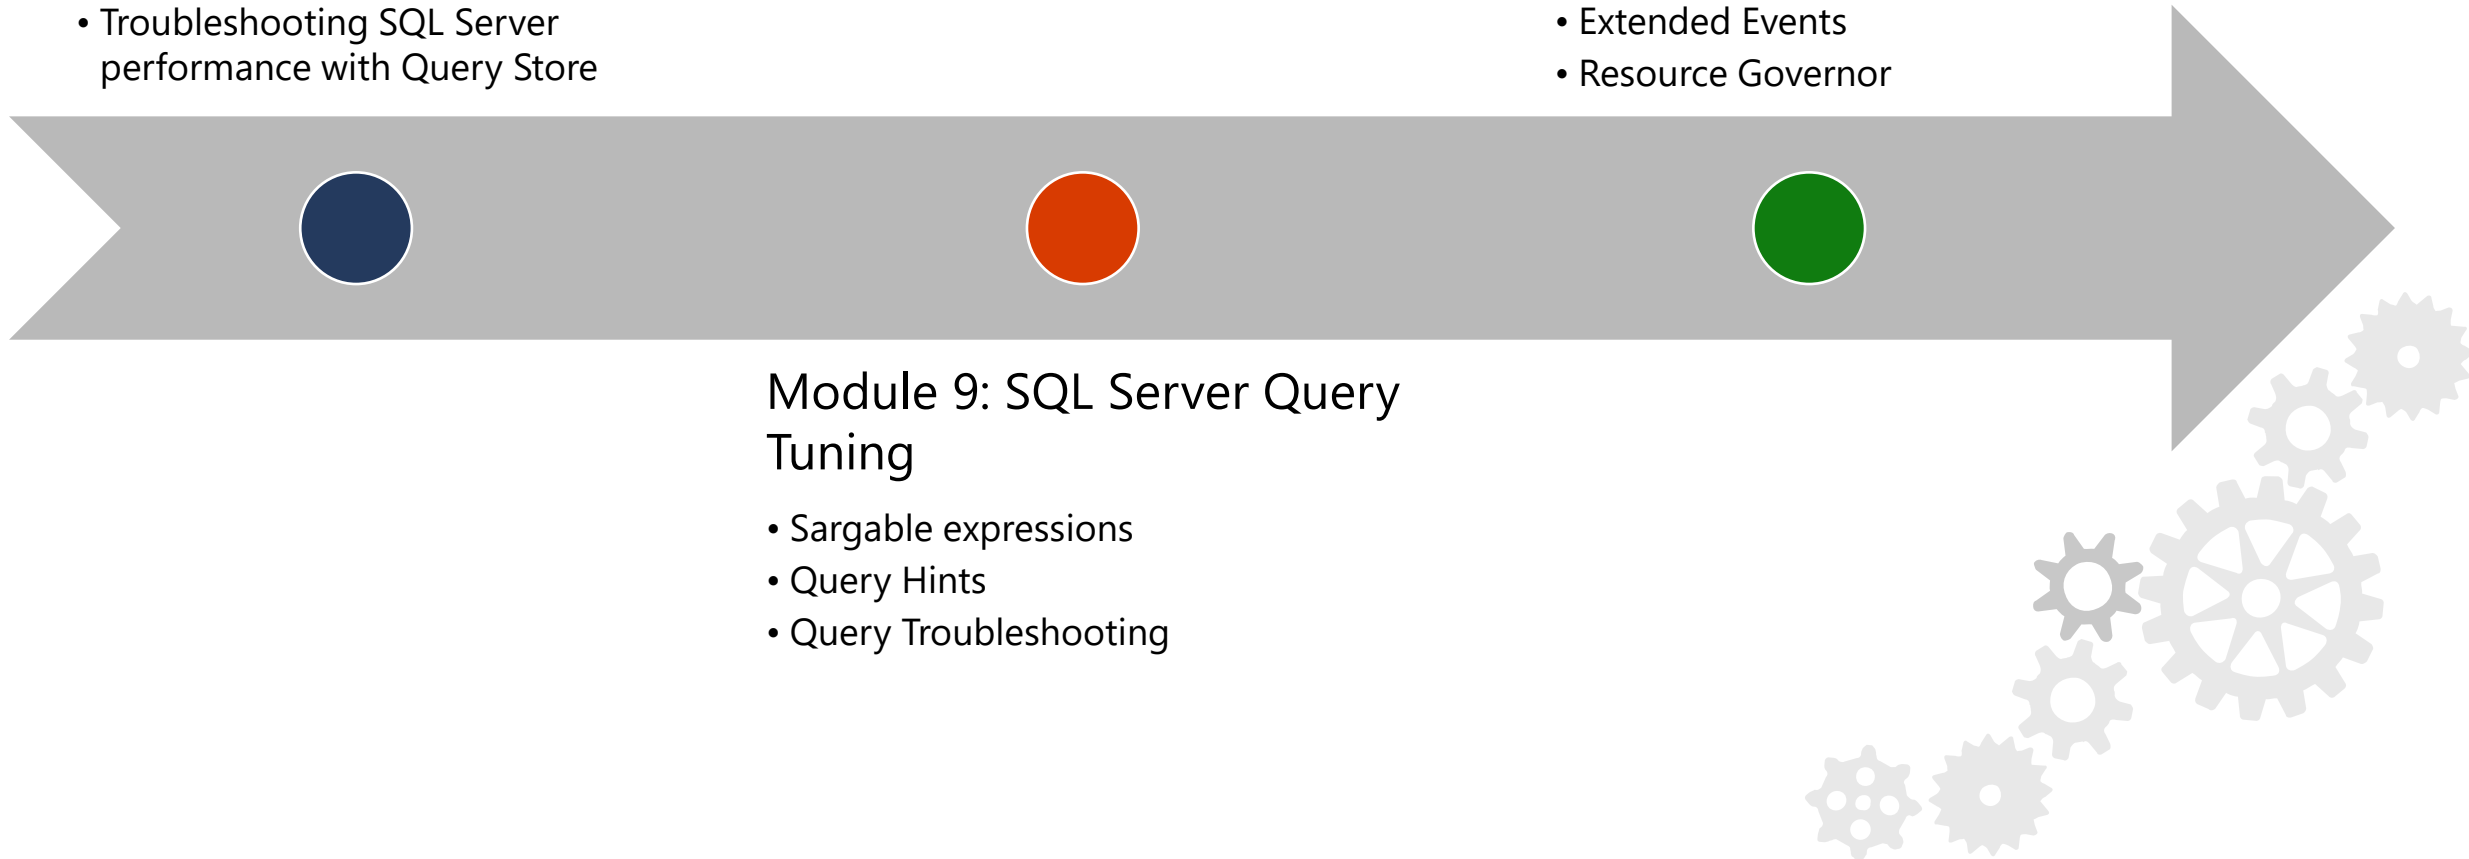 • Troubleshooting SQL Server
performance with Query Store
• Extended Events
• Resource Governor
Module 9: SQL Server Query
Tuning
• Sargable expressions
• Query Hints
• Query Troubleshooting